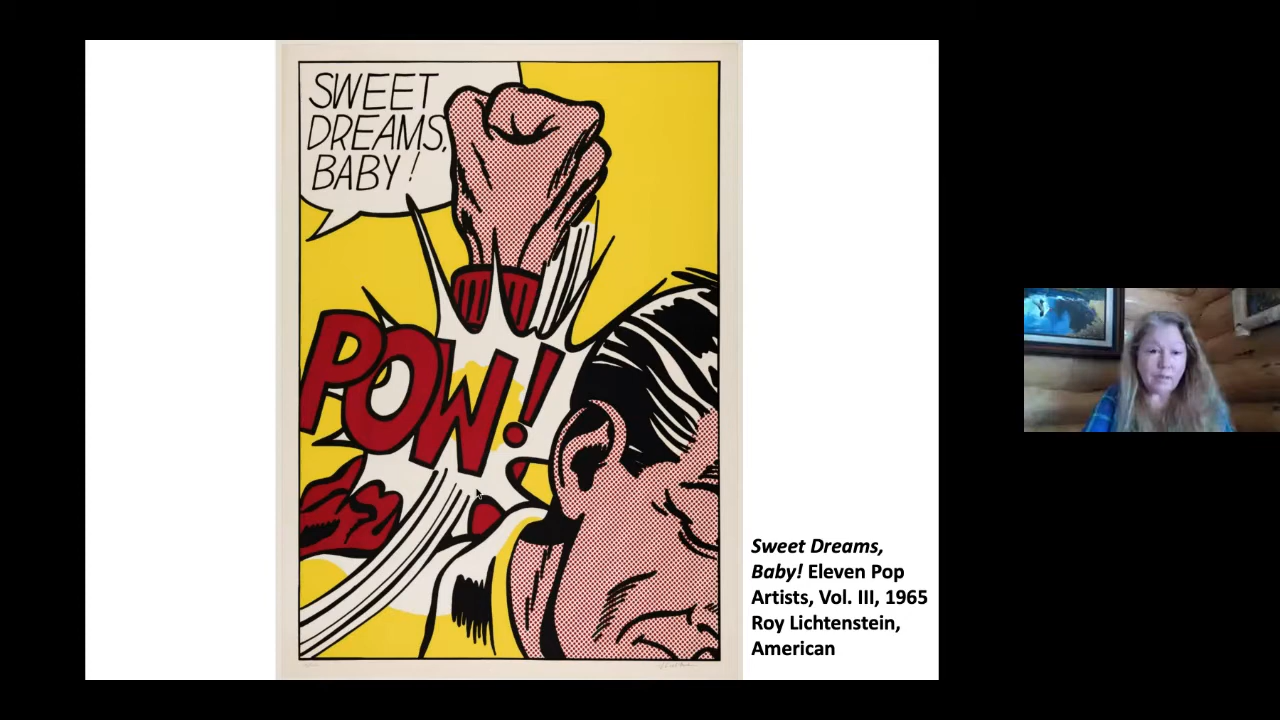 SWEET
DREAMS,
BABY!
POW!
Sweet Dreams,
Baby! Eleven Pop
Artists, Vol. III, 1965
Roy Lichtenstein,
American